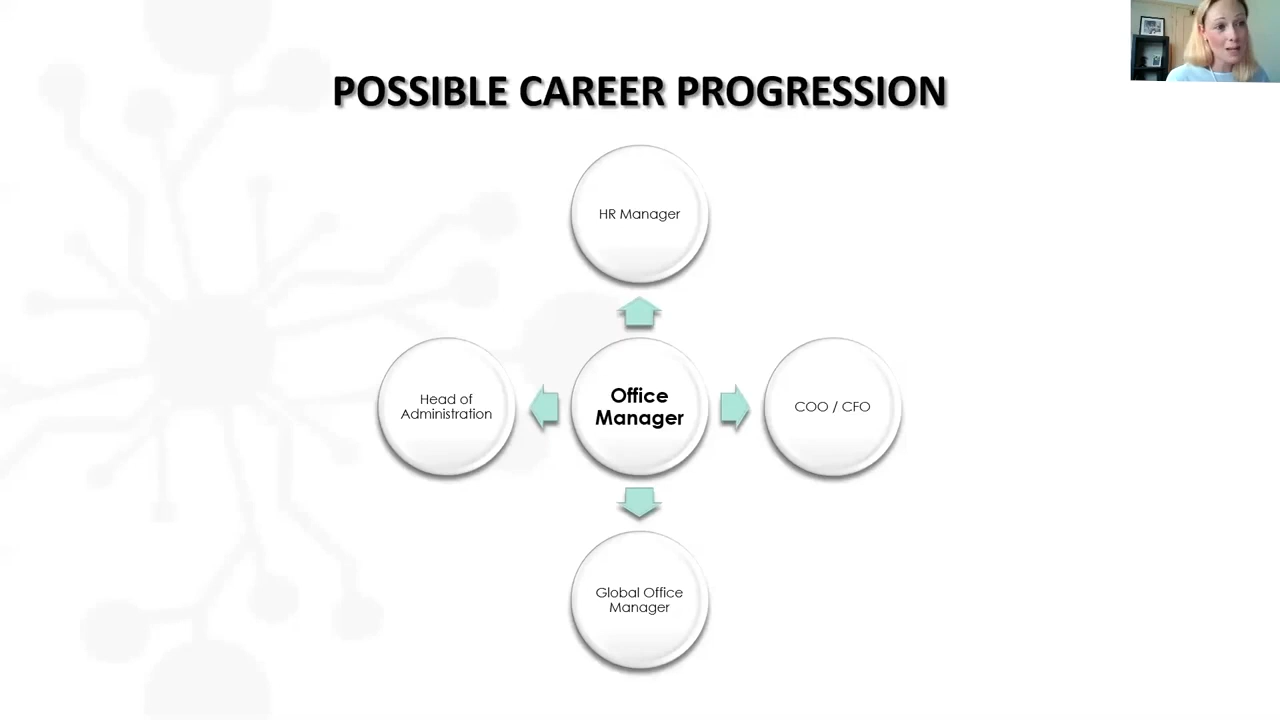 POSSIBLE CAREER PROGRESSION
HR Manager
Head of
Administration
Office
Manager
COO / CFO
Global Office
Manager